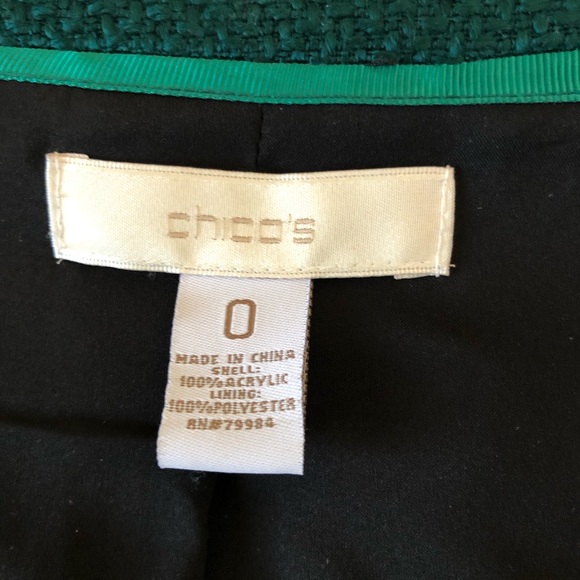 chico's
0
MADE IN CHINA
SHELL:
100%ACRYLIC
LINING:
100%POLYESTER
RN#79984